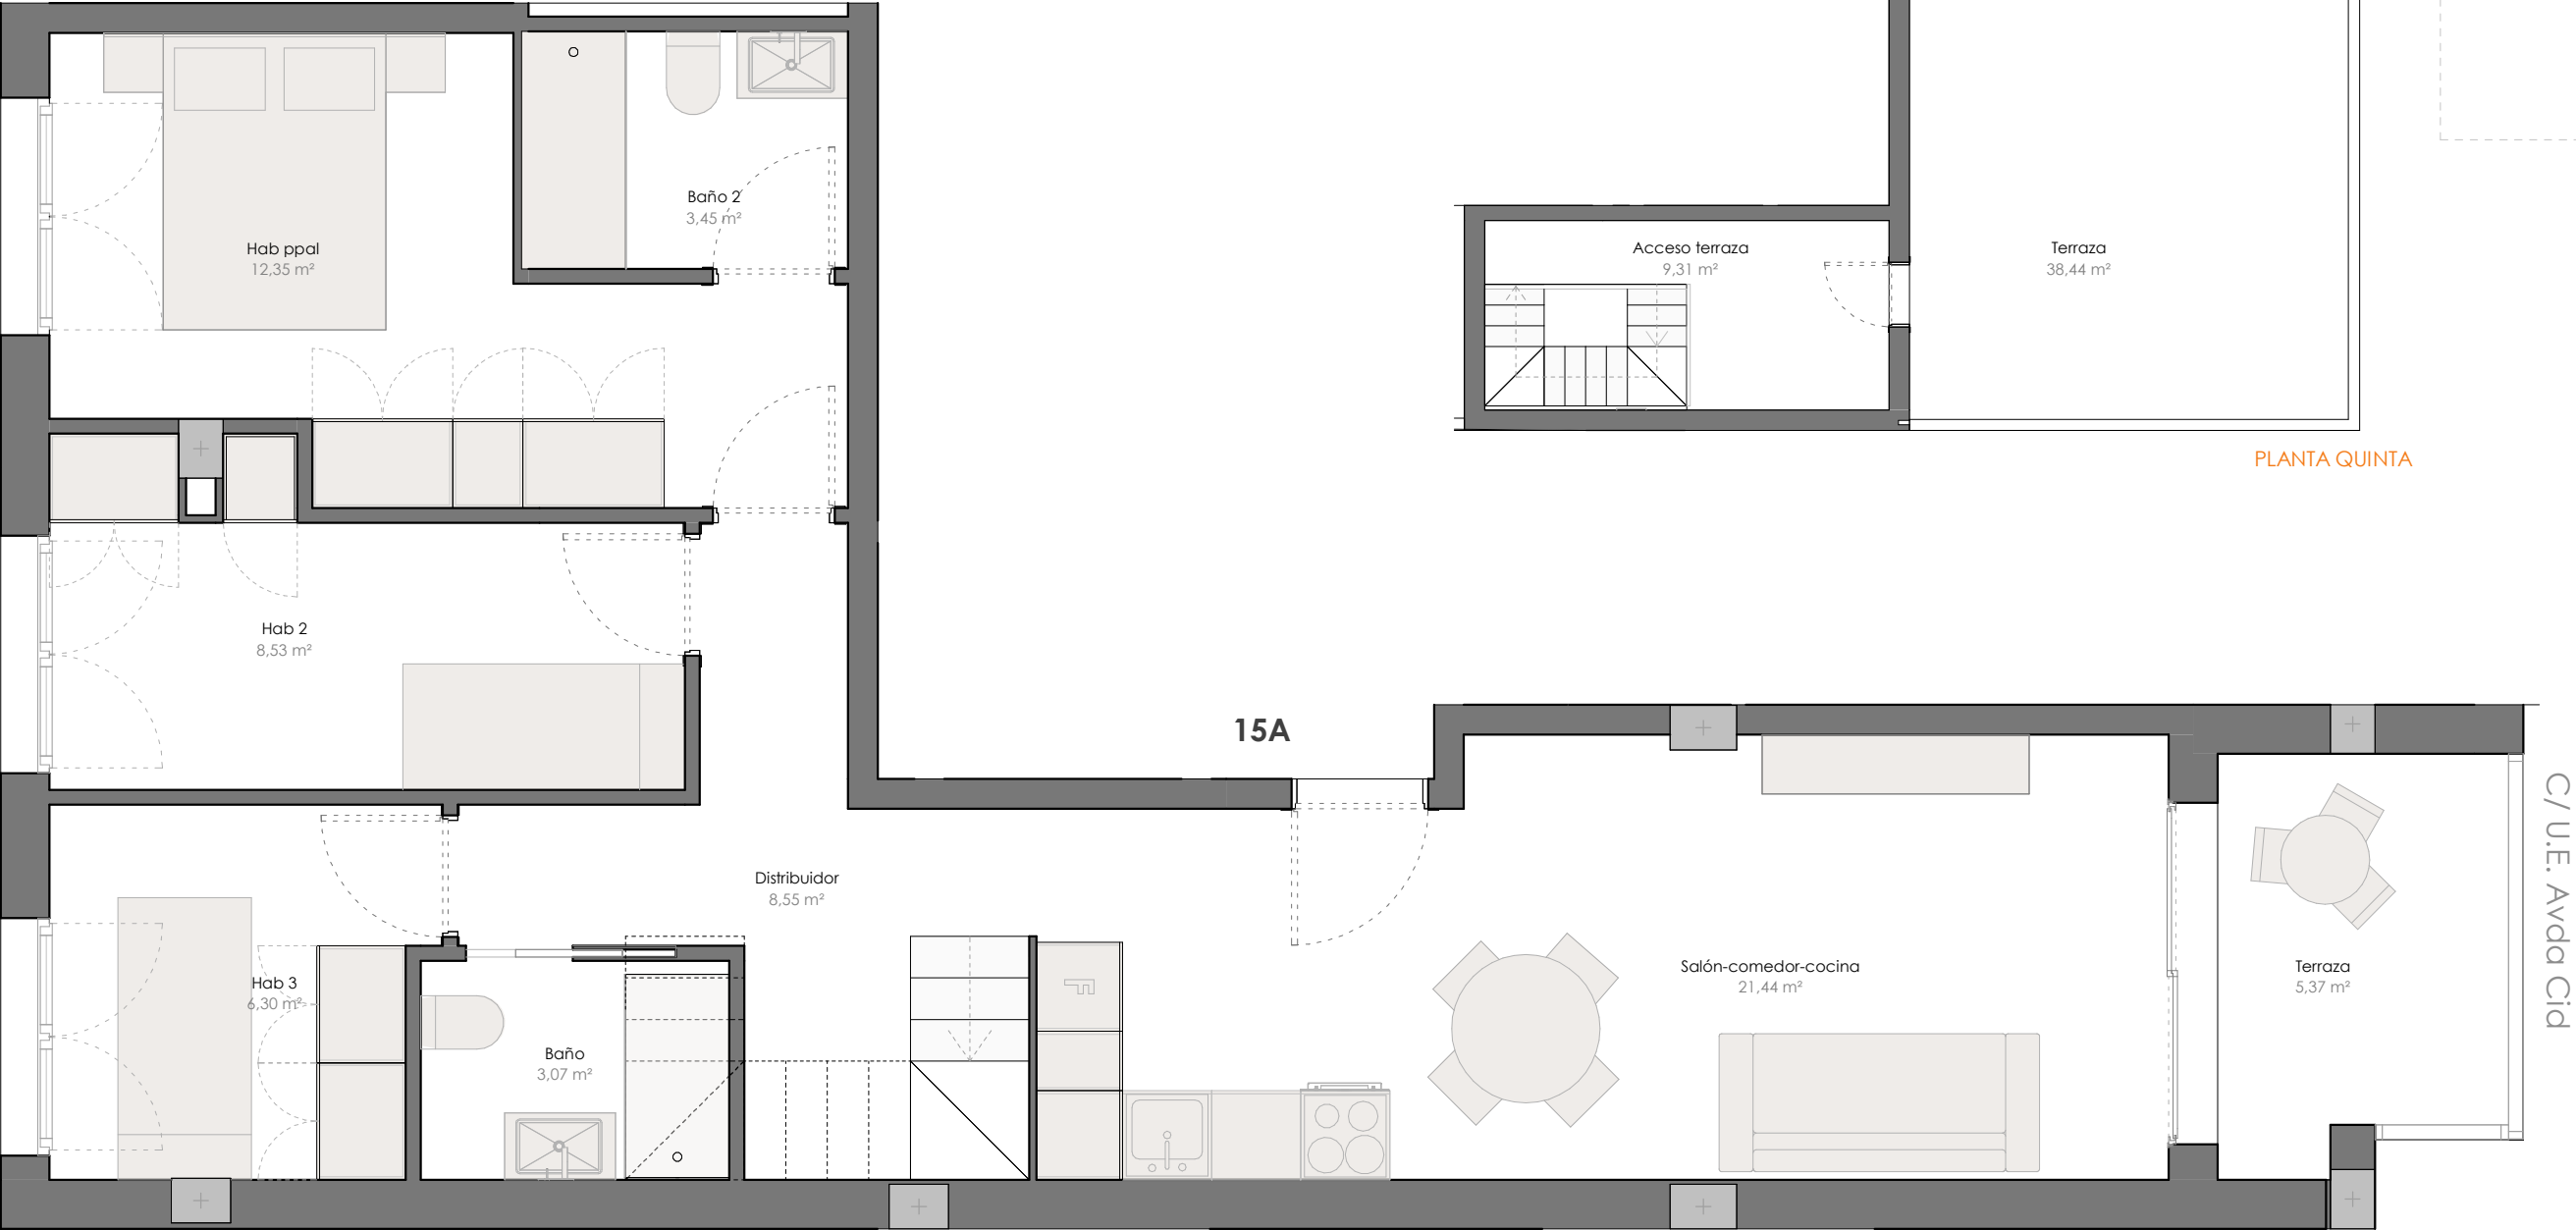 Baño 2
3,45 m²
Hab ppal
12,35 m²
Acceso terraza
9,31 m²
Terraza
38,44 m²
PLANTA QUINTA
Hab 2
8,53 m²
15A
Distribuidor
8,55 m²
Salón-comedor-cocina
21,44 m²
Terraza
5,37 m²
C/ U.E. Avda Cid
Hab 3
6,30 m²
F
Baño
3,07 m²